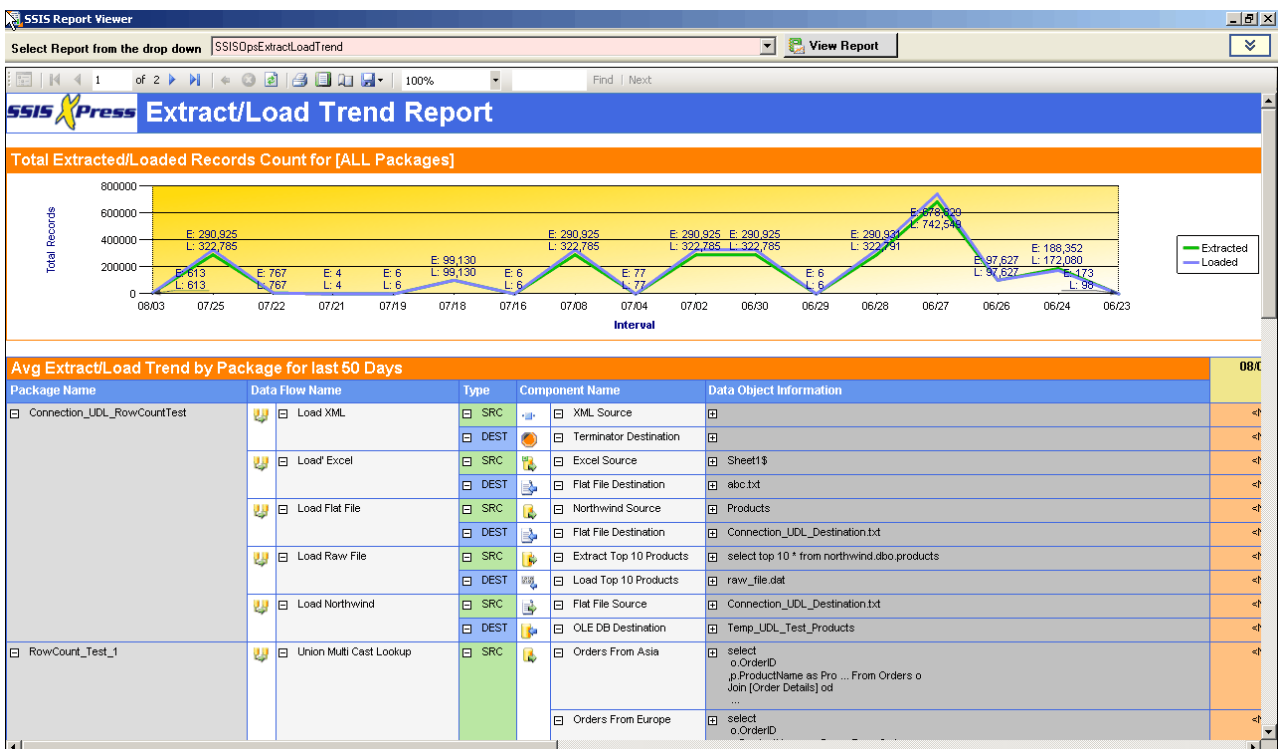 SSIS Report Viewer
Select Report from the drop down SSISOpsExtractLoadTrend View Report
1 of 2 100% Find | Next
SSIS XPress Extract/Load Trend Report
Total Extracted/Loaded Records Count for [ALL Packages]
Total Records
800000
600000
400000
200000
0
E: 613
L: 613
E: 290,925
L: 322,785
E: 767
L: 767
E: 4
L: 4
E: 6
L: 6
E: 99,130
L: 99,130
E: 6
L: 6
E: 290,925
L: 322,785
E: 77
L: 77
E: 290,925
L: 322,785
E: 290,925
L: 322,785
E: 6
L: 6
E: 290,931
L: 322,791
E: 678,829
L: 742,549
E: 97,627
L: 97,627
E: 188,352
L: 172,080
E: 173
L: 98
08/03 07/25 07/22 07/21 07/19 07/18 07/16 07/08 07/04 07/02 06/30 06/29 06/28 06/27 06/26 06/24 06/23
Interval
Extracted
Loaded
Avg Extract/Load Trend by Package for last 50 Days 08/0
Package Name Data Flow Name Type Component Name Data Object Information
Connection_UDL_RowCountTest Load XML SRC XML Source <N
DEST Terminator Destination <N
Load' Excel SRC Excel Source Sheet1$ <N
DEST Flat File Destination abc.txt <N
Load Flat File SRC Northwind Source Products <N
DEST Flat File Destination Connection_UDL_Destination.txt <N
Load Raw File SRC Extract Top 10 Products select top 10 * from northwind.dbo.products <N
DEST Load Top 10 Products raw_file.dat <N
Load Northwind SRC Flat File Source Connection_UDL_Destination.txt <N
DEST OLE DB Destination Temp_UDL_Test_Products <N
RowCount_Test_1 Union Multi Cast Lookup SRC Orders From Asia select <N
o.OrderID
,p.ProductName as Pro ... From Orders o
Join [Order Details] od
...
Orders From Europe select <N
o.OrderID